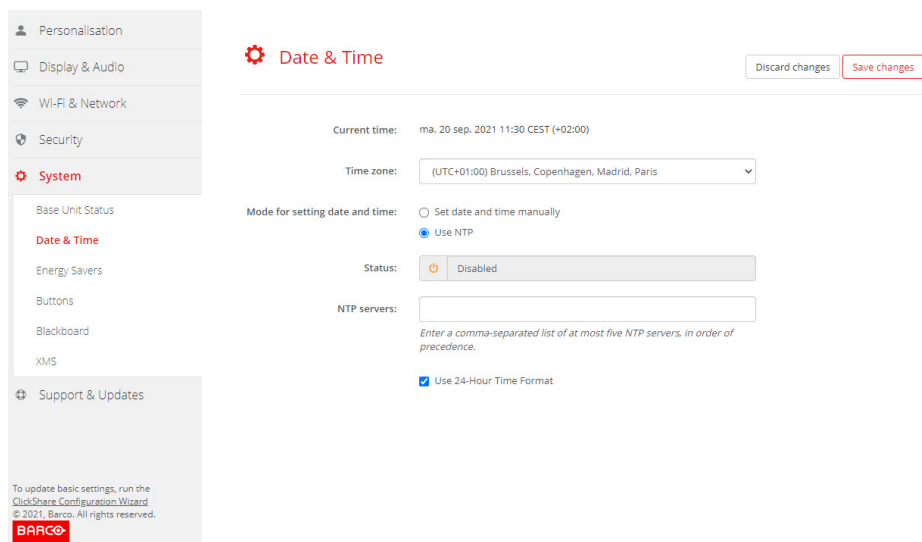 Personalisation
Display & Audio
Wi-Fi & Network
Security
System
Base Unit Status
Date & Time
Energy Savers
Buttons
Blackboard
XMS
Support & Updates
To update basic settings, run the
ClickShare Configuration Wizard
© 2021, Barco. All rights reserved.
BARCO
Date & Time
Discard changes
Save changes
Current time: ma. 20 sep. 2021 11:30 CEST (+02:00)
Time zone: (UTC+01:00) Brussels, Copenhagen, Madrid, Paris
Mode for setting date and time: Set date and time manually
Use NTP
Status: Disabled
NTP servers:
Enter a comma-separated list of at most five NTP servers, in order of
precedence.
Use 24-Hour Time Format